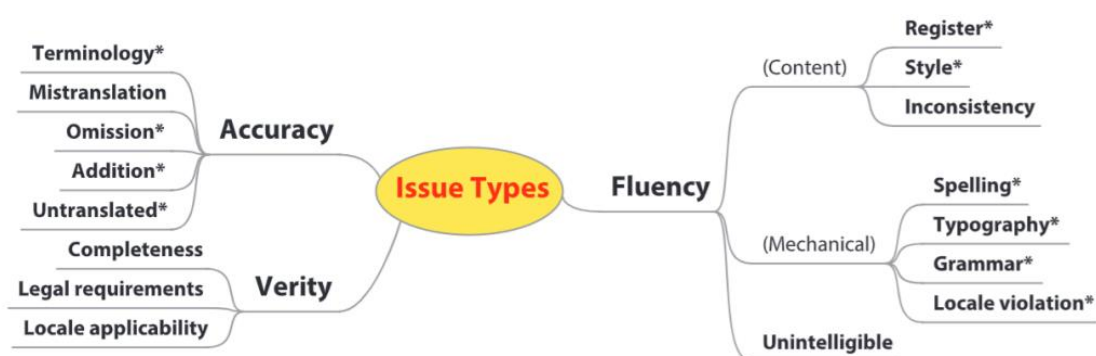 Issue Types
Accuracy
Terminology*
Mistranslation
Omission*
Addition*
Untranslated*
Verity
Completeness
Legal requirements
Locale applicability
Fluency
(Content)
Register*
Style*
Inconsistency
(Mechanical)
Spelling*
Typography*
Grammar*
Locale violation*
Unintelligible